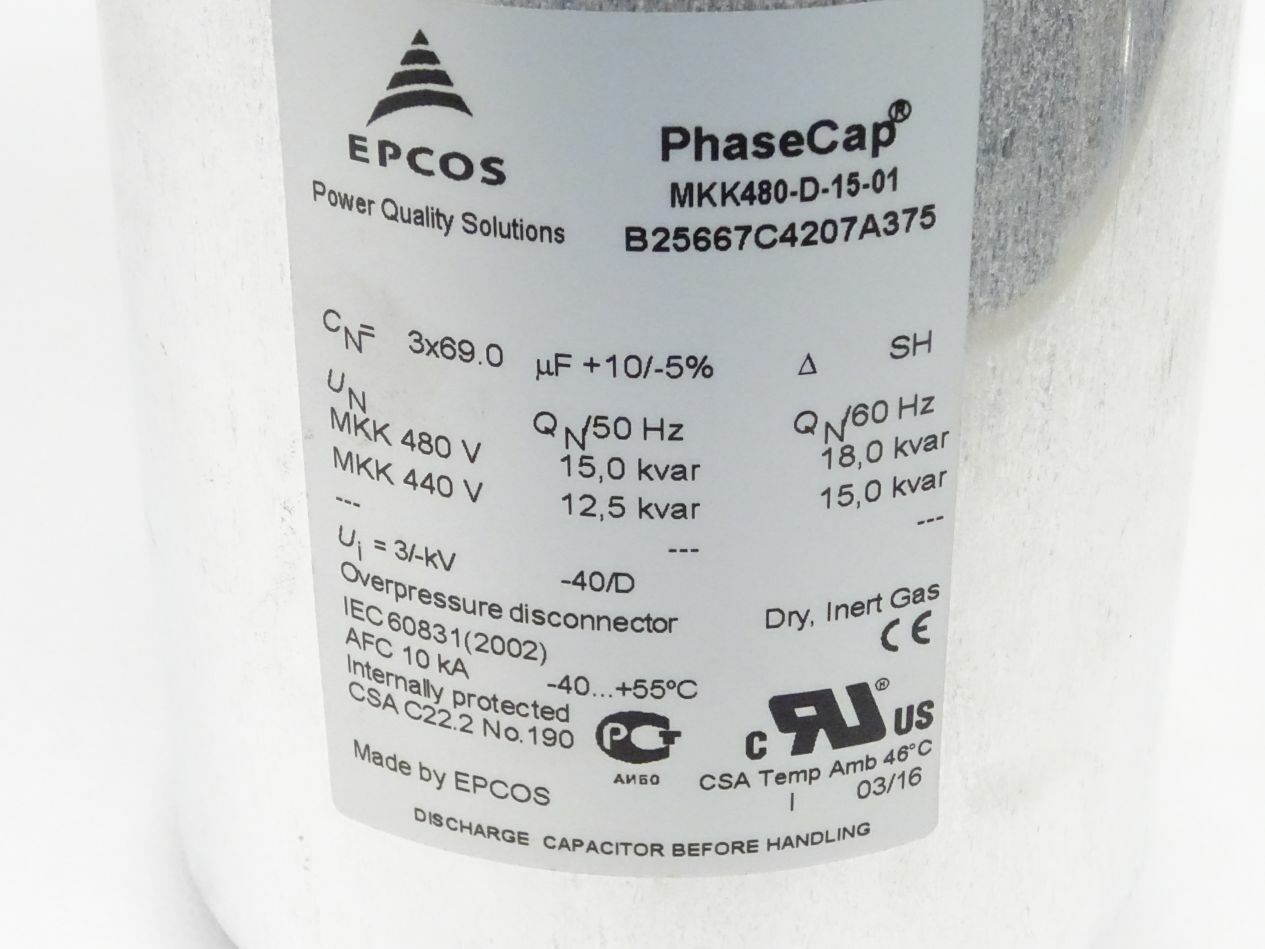 EPCOS
Power Quality Solutions
PhaseCap®
MKK480-D-15-01
B25667C4207A375
CN= 3x69.0 µF +10/-5% Δ SH
UN QN/50 Hz QN/60 Hz
MKK 480 V 15,0 kvar 18,0 kvar
MKK 440 V 12,5 kvar 15,0 kvar
--- --- ---
Ui = 3/-kV -40/D
Overpressure disconnector Dry, Inert Gas
IEC 60831(2002) CE
AFC 10 kA -40...+55°C
Internally protected
CSA C22.2 No.190
РСТ
АИБ0
c RU® US
CSA Temp Amb 46°C
Made by EPCOS | 03/16
DISCHARGE CAPACITOR BEFORE HANDLING